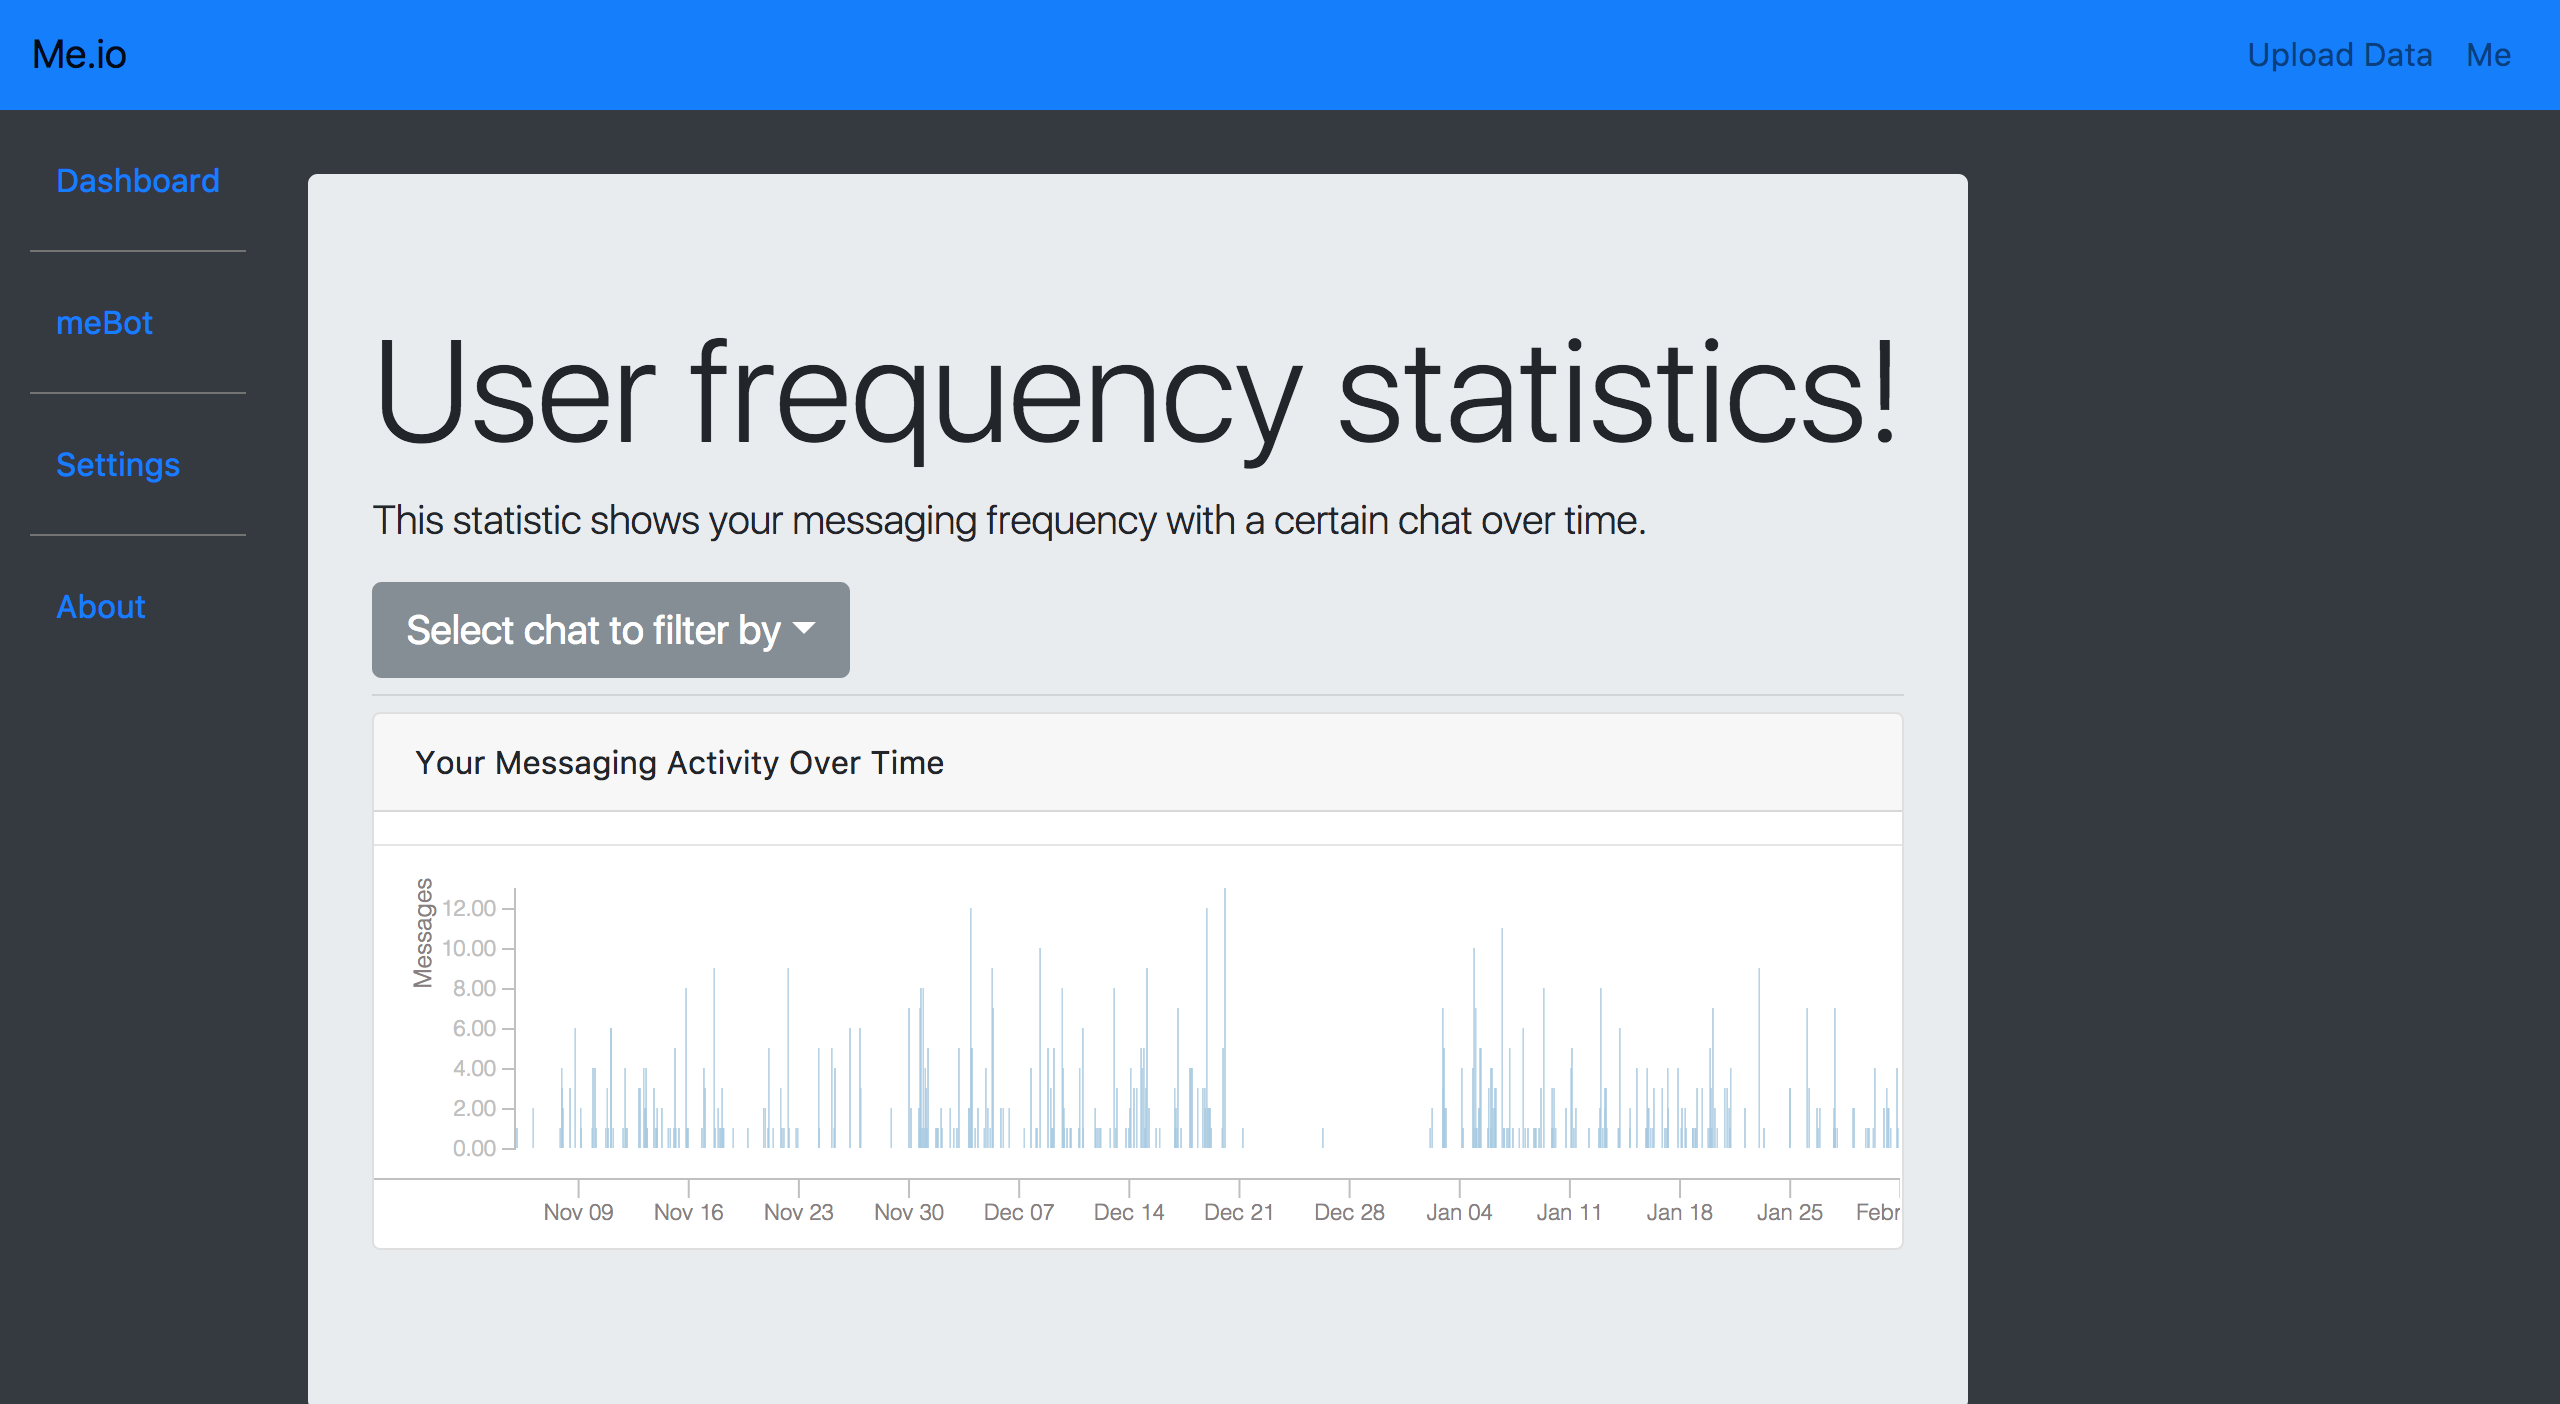 Me.io
Upload Data
Me
Dashboard
meBot
Settings
About
User frequency statistics!
This statistic shows your messaging frequency with a certain chat over time.
Select chat to filter by
Your Messaging Activity Over Time
Messages
12.00
10.00
8.00
6.00
4.00
2.00
0.00
Nov 09 Nov 16 Nov 23 Nov 30 Dec 07 Dec 14 Dec 21 Dec 28 Jan 04 Jan 11 Jan 18 Jan 25 Febr